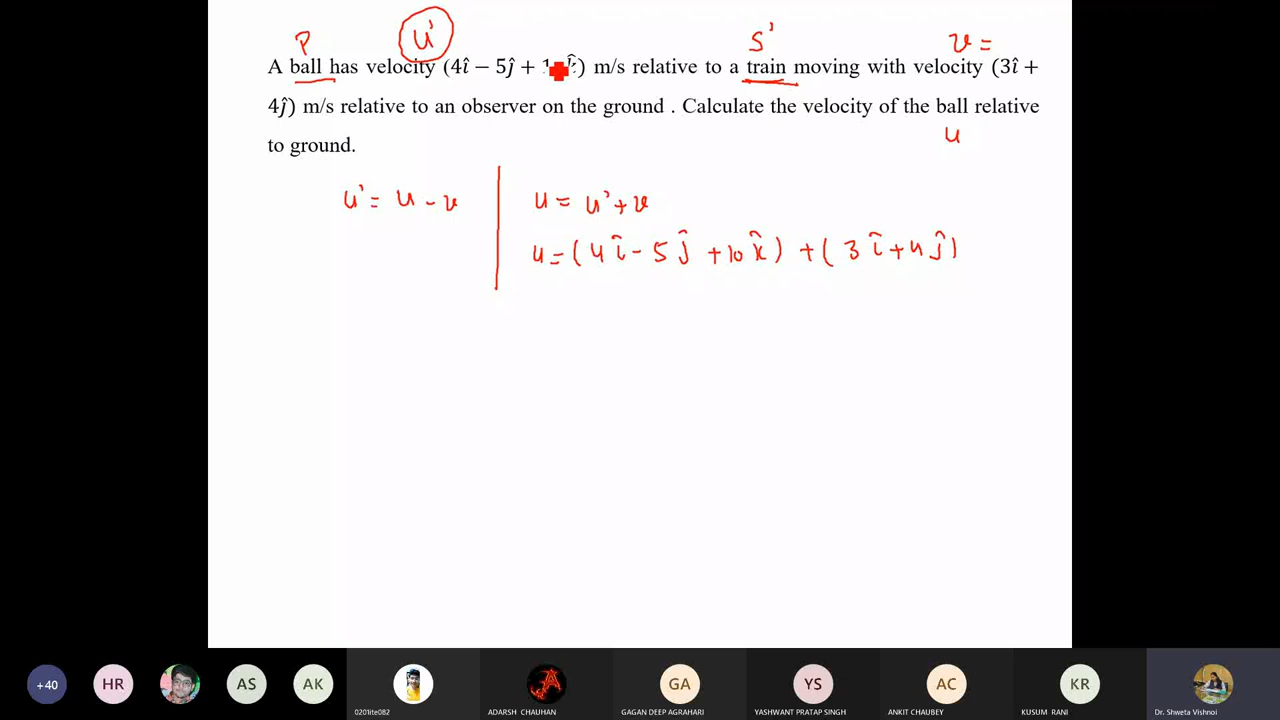 P u' S' v =
A ball has velocity (4î − 5ĵ + 1 k̂) m/s relative to a train moving with velocity (3î +
4ĵ) m/s relative to an observer on the ground . Calculate the velocity of the ball relative
u
to ground.
u' = u - v
u = u' + v
u = (4î - 5ĵ + 10k̂) + (3î + 4ĵ)
+40 HR AS AK GA YS AC KR
0201ite082 ADARSH CHAUHAN GAGAN DEEP AGRAHARI YASHWANT PRATAP SINGH ANKIT CHAUBEY KUSUM RANI Dr. Shweta Vishnoi